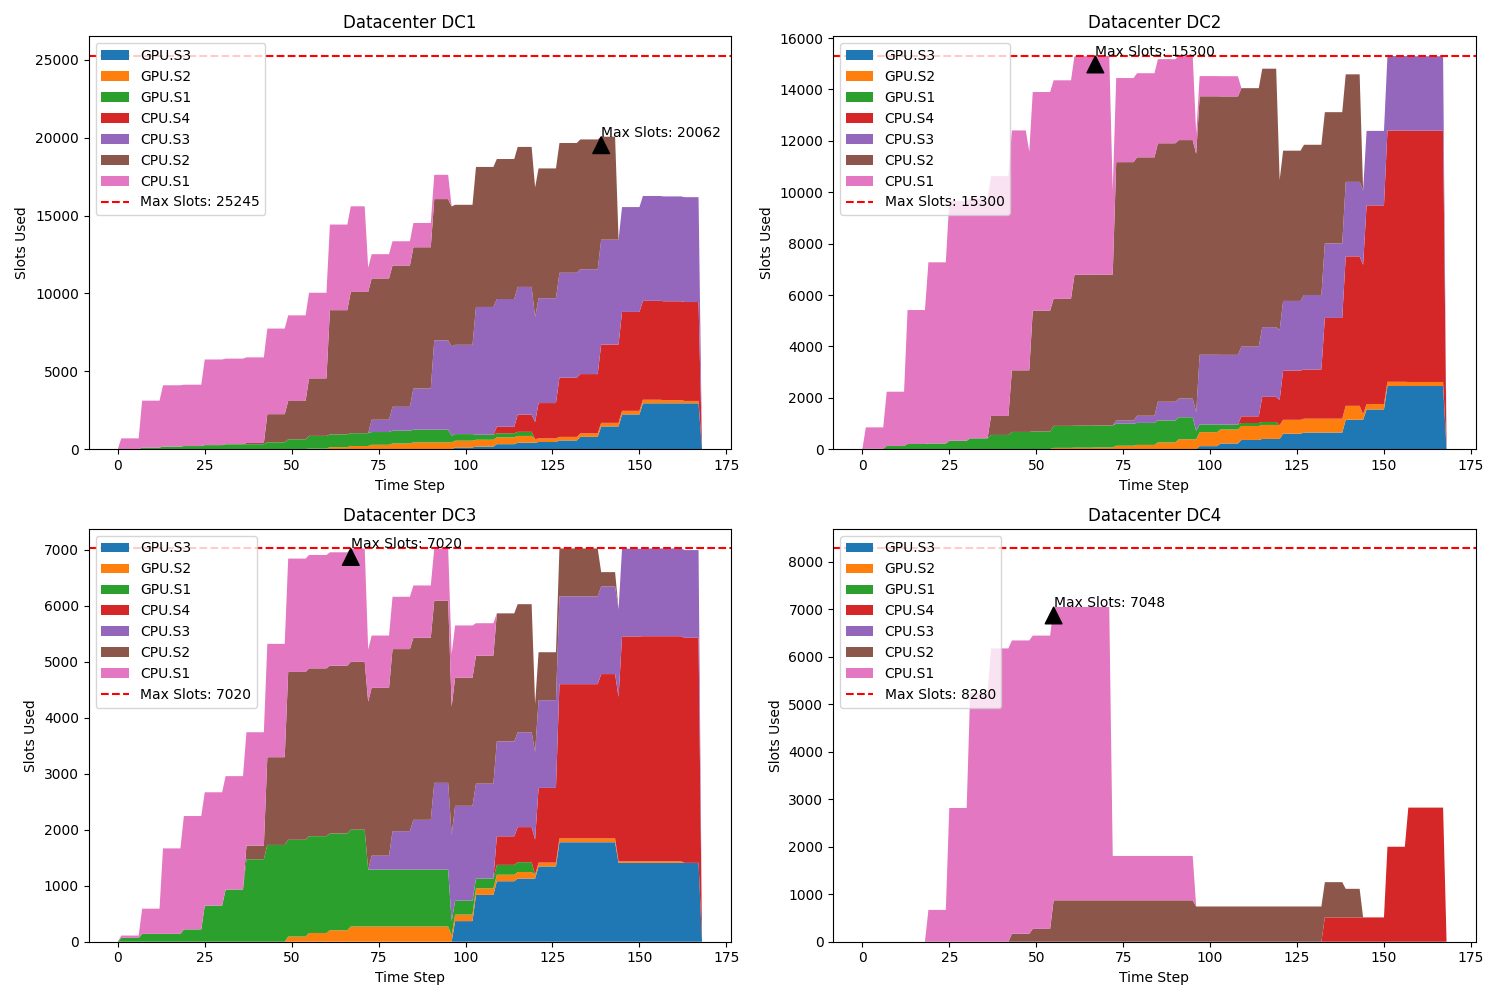 Datacenter DC1
Slots Used
25000
20000
15000
10000
5000
0
GPU.S3
GPU.S2
GPU.S1
CPU.S4
CPU.S3
CPU.S2
CPU.S1
Max Slots: 25245
Max Slots: 20062
0 25 50 75 100 125 150 175
Time Step
Datacenter DC2
Slots Used
16000
14000
12000
10000
8000
6000
4000
2000
0
GPU.S3
GPU.S2
GPU.S1
CPU.S4
CPU.S3
CPU.S2
CPU.S1
Max Slots: 15300
Max Slots: 15300
0 25 50 75 100 125 150 175
Time Step
Datacenter DC3
Slots Used
7000
6000
5000
4000
3000
2000
1000
0
GPU.S3
GPU.S2
GPU.S1
CPU.S4
CPU.S3
CPU.S2
CPU.S1
Max Slots: 7020
Max Slots: 7020
0 25 50 75 100 125 150 175
Time Step
Datacenter DC4
Slots Used
8000
7000
6000
5000
4000
3000
2000
1000
0
GPU.S3
GPU.S2
GPU.S1
CPU.S4
CPU.S3
CPU.S2
CPU.S1
Max Slots: 8280
Max Slots: 7048
0 25 50 75 100 125 150 175
Time Step